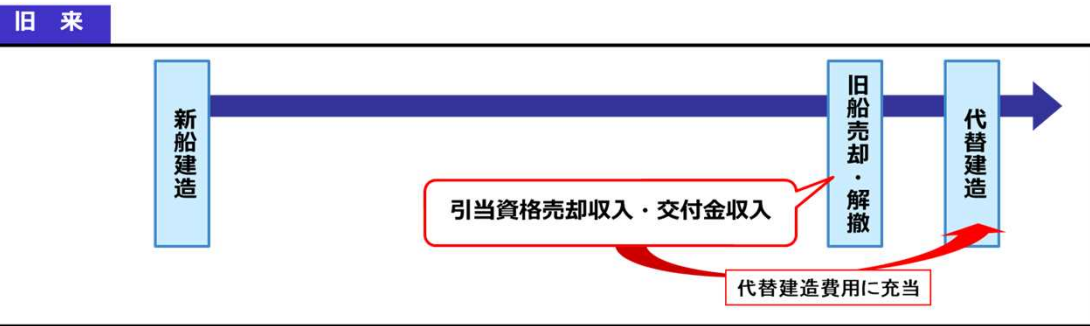 旧 来
新船建造
旧船売却・解撤
代替建造
引当資格売却収入・交付金収入
代替建造費用に充当